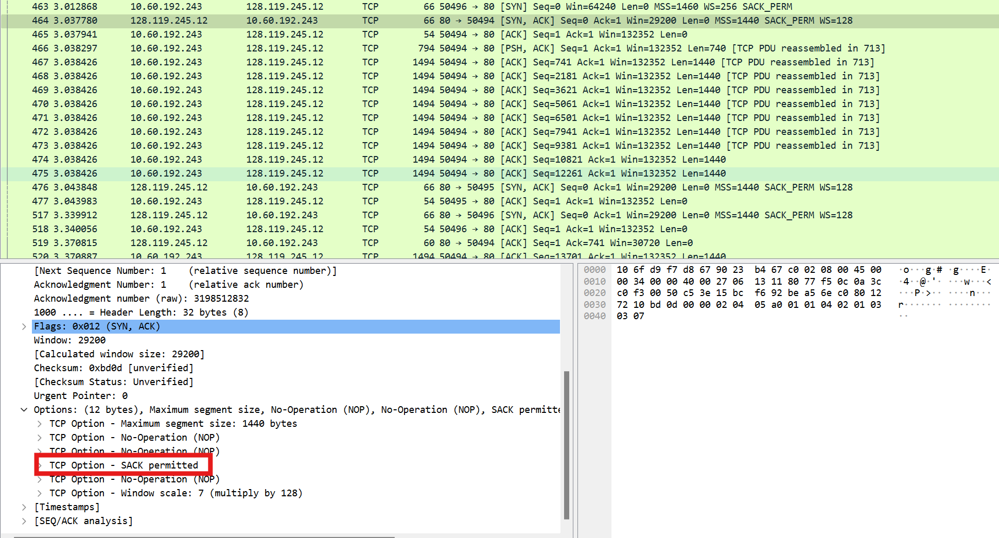 463 3.012868 10.60.192.243 128.119.245.12 TCP 66 50496 → 80 [SYN] Seq=0 Win=64240 Len=0 MSS=1460 WS=256 SACK_PERM
464 3.037780 128.119.245.12 10.60.192.243 TCP 66 80 → 50494 [SYN, ACK] Seq=0 Ack=1 Win=29200 Len=0 MSS=1440 SACK_PERM WS=128
465 3.037941 10.60.192.243 128.119.245.12 TCP 54 50494 → 80 [ACK] Seq=1 Ack=1 Win=132352 Len=0
466 3.038297 10.60.192.243 128.119.245.12 TCP 794 50494 → 80 [PSH, ACK] Seq=1 Ack=1 Win=132352 Len=740 [TCP PDU reassembled in 713]
467 3.038426 10.60.192.243 128.119.245.12 TCP 1494 50494 → 80 [ACK] Seq=741 Ack=1 Win=132352 Len=1440 [TCP PDU reassembled in 713]
468 3.038426 10.60.192.243 128.119.245.12 TCP 1494 50494 → 80 [ACK] Seq=2181 Ack=1 Win=132352 Len=1440 [TCP PDU reassembled in 713]
469 3.038426 10.60.192.243 128.119.245.12 TCP 1494 50494 → 80 [ACK] Seq=3621 Ack=1 Win=132352 Len=1440 [TCP PDU reassembled in 713]
470 3.038426 10.60.192.243 128.119.245.12 TCP 1494 50494 → 80 [ACK] Seq=5061 Ack=1 Win=132352 Len=1440 [TCP PDU reassembled in 713]
471 3.038426 10.60.192.243 128.119.245.12 TCP 1494 50494 → 80 [ACK] Seq=6501 Ack=1 Win=132352 Len=1440 [TCP PDU reassembled in 713]
472 3.038426 10.60.192.243 128.119.245.12 TCP 1494 50494 → 80 [ACK] Seq=7941 Ack=1 Win=132352 Len=1440 [TCP PDU reassembled in 713]
473 3.038426 10.60.192.243 128.119.245.12 TCP 1494 50494 → 80 [ACK] Seq=9381 Ack=1 Win=132352 Len=1440 [TCP PDU reassembled in 713]
474 3.038426 10.60.192.243 128.119.245.12 TCP 1494 50494 → 80 [ACK] Seq=10821 Ack=1 Win=132352 Len=1440
475 3.038426 10.60.192.243 128.119.245.12 TCP 1494 50494 → 80 [ACK] Seq=12261 Ack=1 Win=132352 Len=1440
476 3.043848 128.119.245.12 10.60.192.243 TCP 66 80 → 50495 [SYN, ACK] Seq=0 Ack=1 Win=29200 Len=0 MSS=1440 SACK_PERM WS=128
477 3.043983 10.60.192.243 128.119.245.12 TCP 54 50495 → 80 [ACK] Seq=1 Ack=1 Win=132352 Len=0
517 3.339912 128.119.245.12 10.60.192.243 TCP 66 80 → 50496 [SYN, ACK] Seq=0 Ack=1 Win=29200 Len=0 MSS=1440 SACK_PERM WS=128
518 3.340056 10.60.192.243 128.119.245.12 TCP 54 50496 → 80 [ACK] Seq=1 Ack=1 Win=132352 Len=0
519 3.370815 128.119.245.12 10.60.192.243 TCP 60 80 → 50494 [ACK] Seq=1 Ack=741 Win=30720 Len=0
520 3.370887 10.60.192.243 128.119.245.12 TCP 1494 50494 → 80 [ACK] Seq=13701 Ack=1 Win=132352 Len=1440
[Next Sequence Number: 1 (relative sequence number)]
Acknowledgment Number: 1 (relative ack number)
Acknowledgment number (raw): 3198512832
1000 .... = Header Length: 32 bytes (8)
Flags: 0x012 (SYN, ACK)
Window: 29200
[Calculated window size: 29200]
Checksum: 0xbd0d [unverified]
[Checksum Status: Unverified]
Urgent Pointer: 0
Options: (12 bytes), Maximum segment size, No-Operation (NOP), No-Operation (NOP), SACK permitte
TCP Option - Maximum segment size: 1440 bytes
TCP Option - No-Operation (NOP)
TCP Option - No-Operation (NOP)
TCP Option - SACK permitted
TCP Option - No-Operation (NOP)
TCP Option - Window scale: 7 (multiply by 128)
[Timestamps]
[SEQ/ACK analysis]
0000 10 6f d9 f7 d8 67 90 23 b4 67 c0 02 08 00 45 00 ·o···g·# ·g····E·
0010 00 34 00 00 40 00 27 06 13 11 80 77 f5 0c 0a 3c ·4··@·'· ···w···<
0020 c0 f3 00 50 c5 3e 15 bc f6 92 be a5 6e c0 80 12 ···P·>·· ····n···
0030 72 10 bd 0d 00 00 02 04 05 a0 01 01 04 02 01 03 r······· ········
0040 03 07 ··